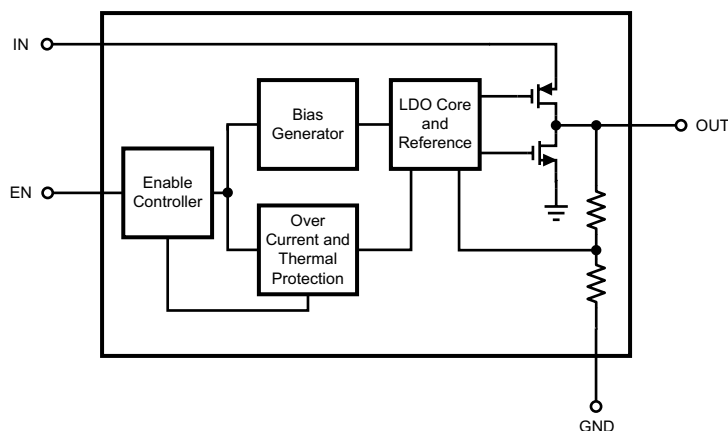 IN
Bias
Generator
LDO Core
and
Reference
OUT
EN
Enable
Controller
Over
Current and
Thermal
Protection
GND